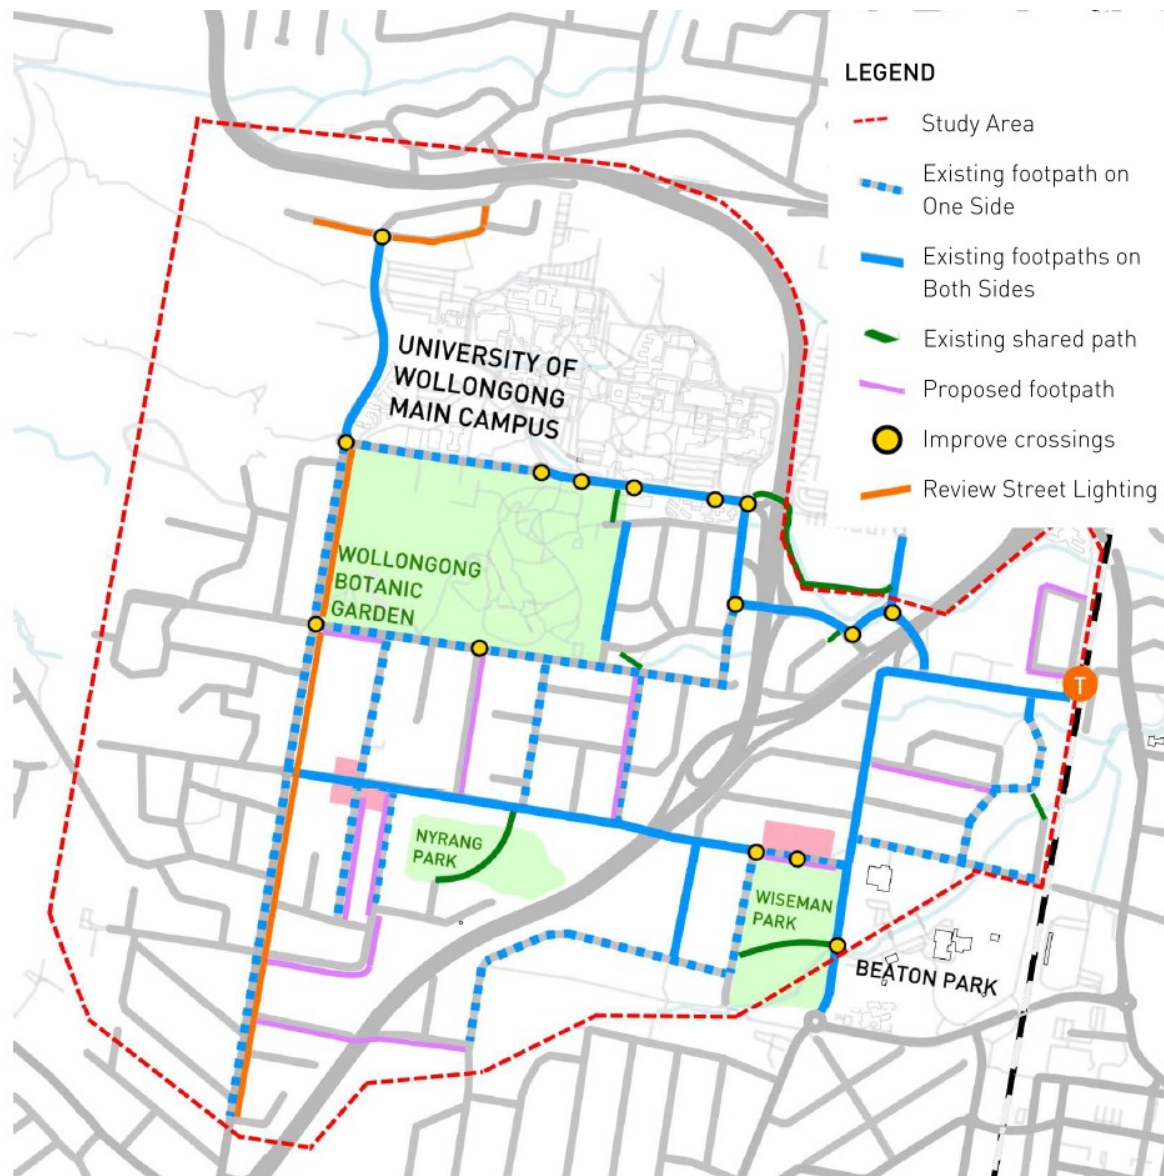 LEGEND
Study Area
Existing footpath on
One Side
Existing footpaths on
Both Sides
Existing shared path
Proposed footpath
Improve crossings
Review Street Lighting
UNIVERSITY OF
WOLLONGONG
MAIN CAMPUS
WOLLONGONG
BOTANIC
GARDEN
T
NYRANG
PARK
WISEMAN
PARK
BEATON PARK